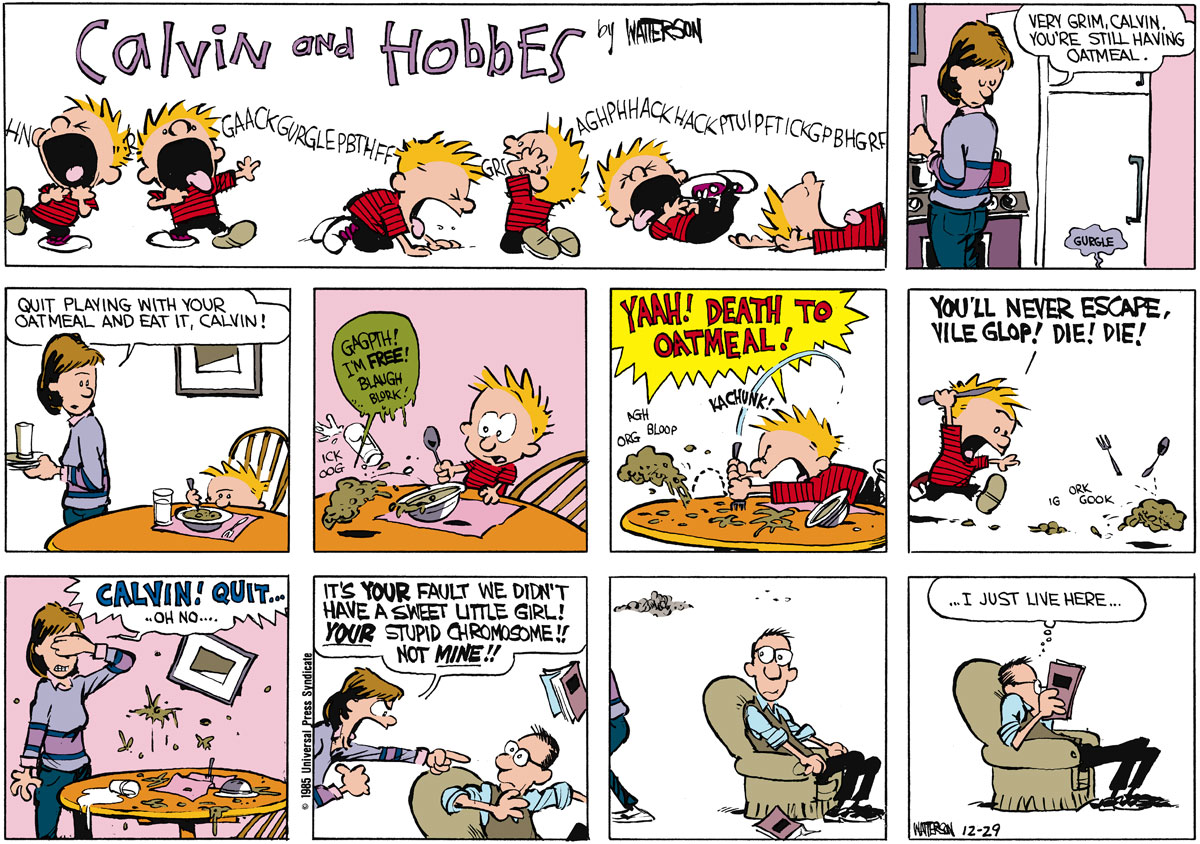 Calvin and Hobbes by WATTERSON
HN
GAACKGURGLEPBTHFF
GR
AGHPHHACKHACKPTUIPFTICKGPBHGRF
VERY GRIM, CALVIN.
YOU'RE STILL HAVING
OATMEAL.
GURGLE
QUIT PLAYING WITH YOUR
OATMEAL AND EAT IT, CALVIN!
GAGPTH!
I'M FREE!
BLAUGH
BLORK!
ICK
OOG
YAAH! DEATH TO
OATMEAL!
KACHUNK!
AGH
ORG BLOOP
YOU'LL NEVER ESCAPE,
VILE GLOP! DIE! DIE!
IG ORK
GOOK
CALVIN! QUIT...
..OH NO....
IT'S YOUR FAULT WE DIDN'T
HAVE A SWEET LITTLE GIRL!
YOUR STUPID CHROMOSOME!!
NOT MINE!!
© 1985 Universal Press Syndicate
...I JUST LIVE HERE...
WATTERSON 12-29